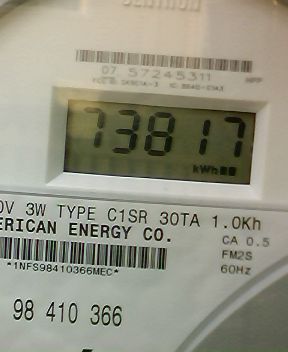 CENTRON
07 57245311
73817
kWh
0V 3W TYPE C1SR 30TA 1.0Kh
ERICAN ENERGY CO.
CA 0.5
*1NFS98410366MEC*
FM2S
60Hz
98 410 366